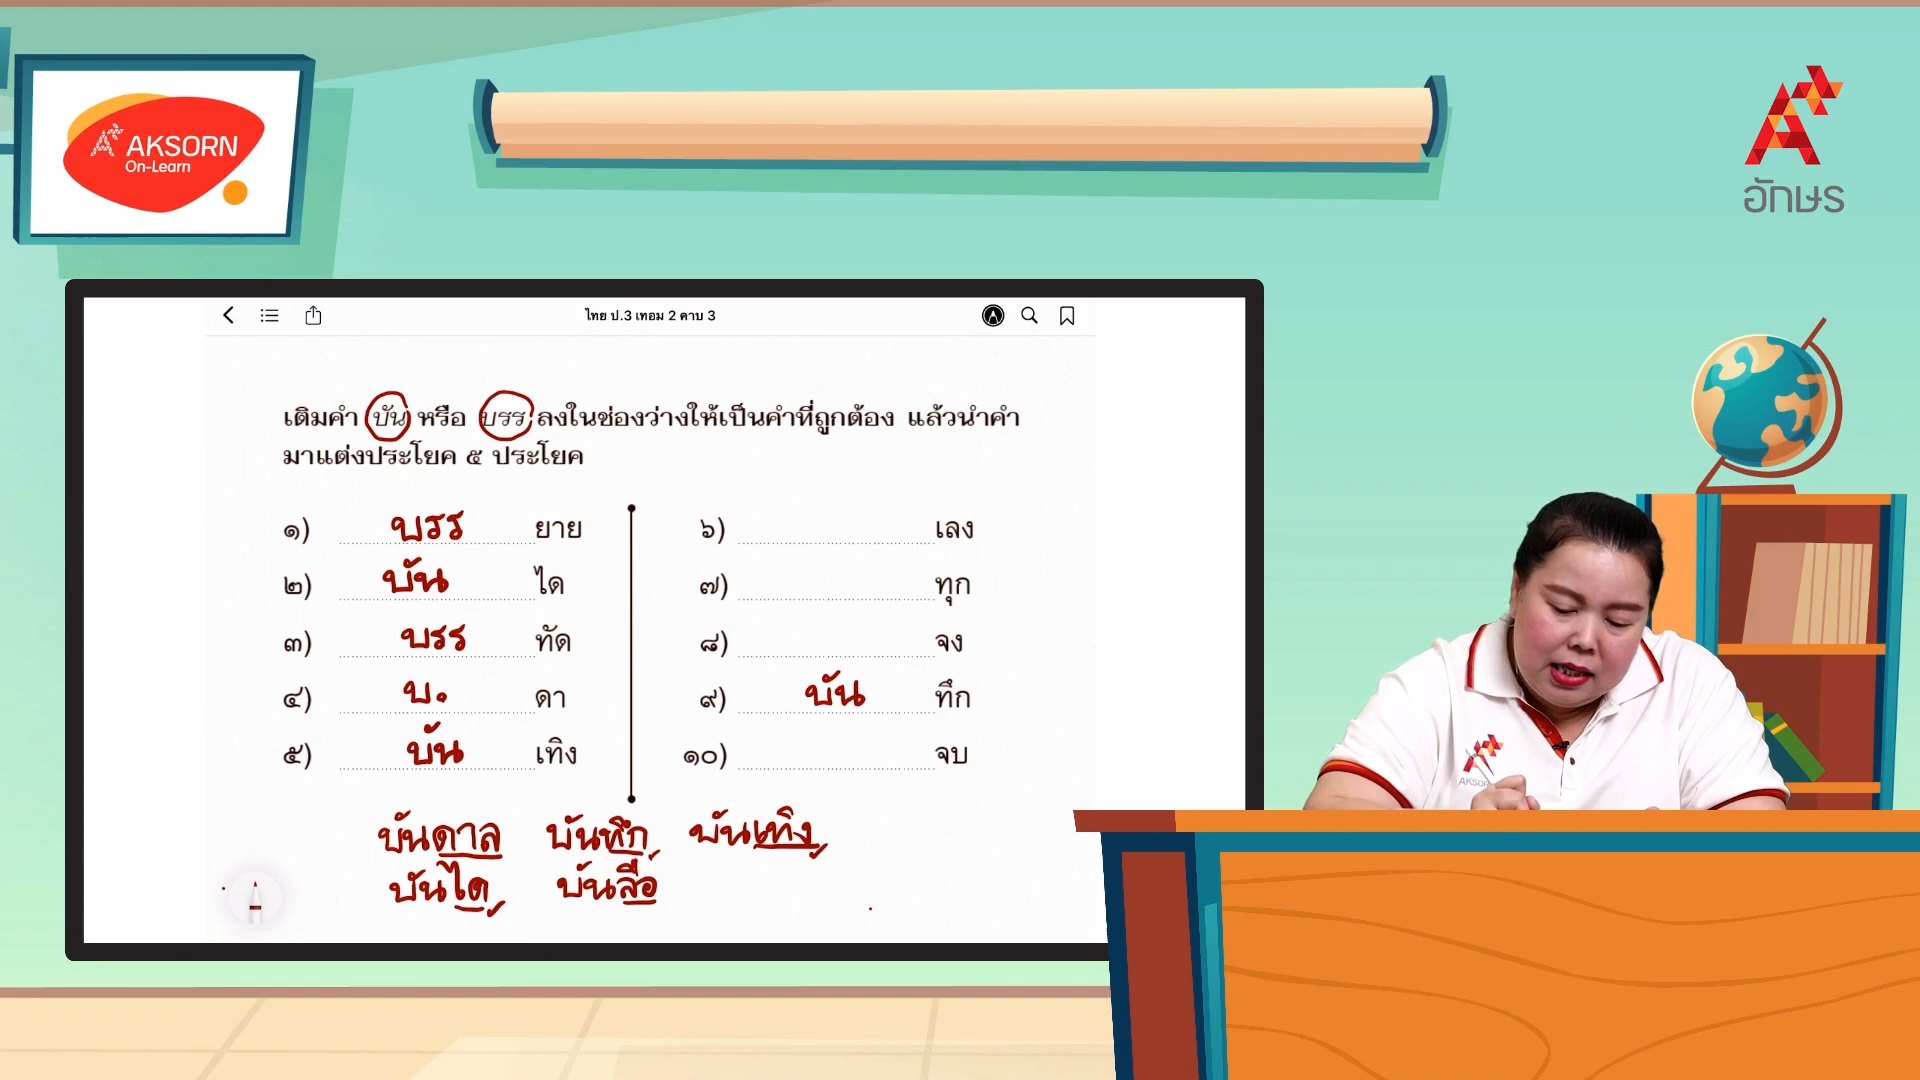 AKSORN
On-Learn
อักษร
ไทย ป.3 เทอม 2 คาบ 3
เติมคำ บัน หรือ บรร ลงในช่องว่างให้เป็นคำที่ถูกต้อง แล้วนำคำ
มาแต่งประโยค ๕ ประโยค
๑) บรร ยาย
๒) บัน ได
๓) บรร ทัด
๔) บ. ดา
๕) บัน เทิง
๖) เลง
๗) ทุก
๘) จง
๙) บัน ทึก
๑๐) จบ
บันดาล บันทึก บันเทิง
บันได บันลือ
AKSOR